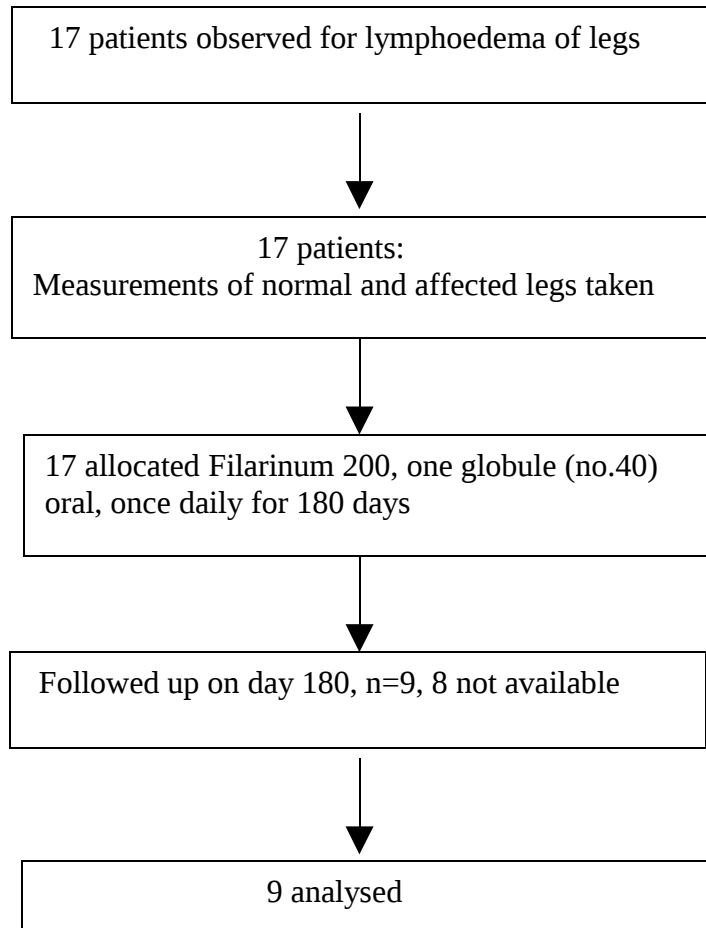 17 patients observed for lymphoedema of legs
17 patients:
Measurements of normal and affected legs taken
17 allocated Filarinum 200, one globule (no.40)
oral, once daily for 180 days
Followed up on day 180, n=9, 8 not available
9 analysed